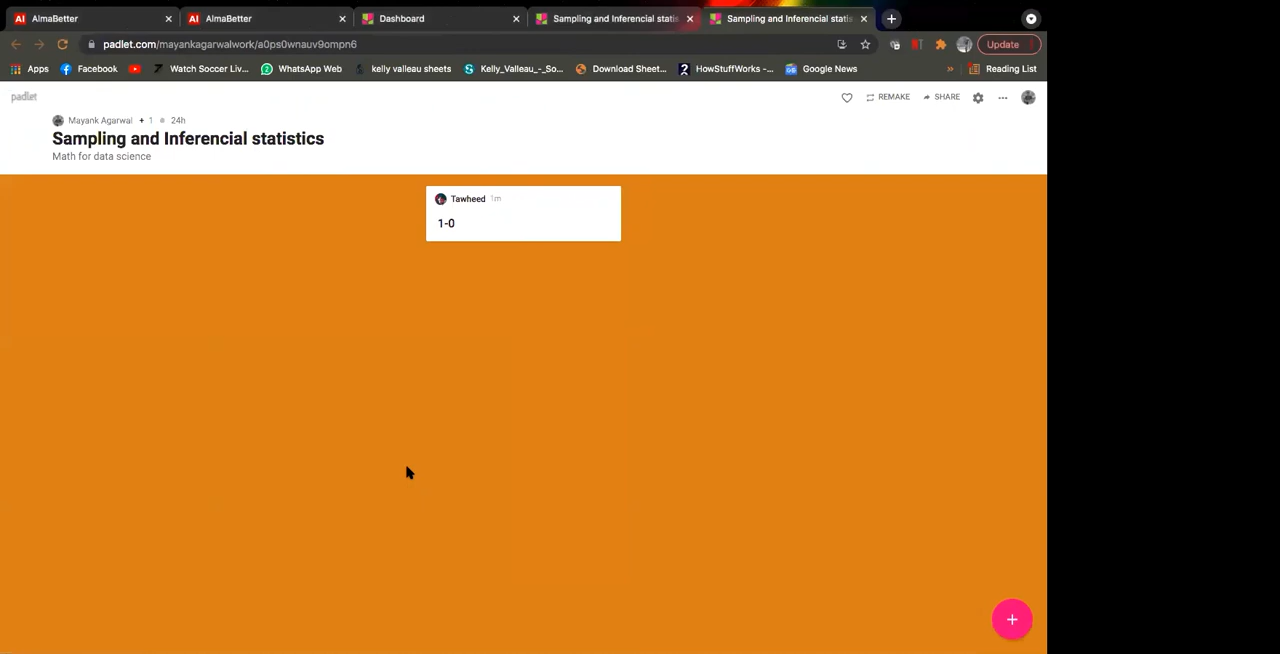 AlmaBetter
AlmaBetter
Dashboard
Sampling and Inferencial statis
Sampling and Inferencial statis
padlet.com/mayankagarwalwork/a0ps0wnauv9ompn6
Update
Apps
Facebook
Watch Soccer Liv...
WhatsApp Web
kelly valleau sheets
Kelly_Valleau_-_So...
Download Sheet...
HowStuffWorks -...
Google News
»
Reading List
padlet
REMAKE
SHARE
Mayank Agarwal + 1 24h
Sampling and Inferencial statistics
Math for data science
Tawheed 1m
1-0